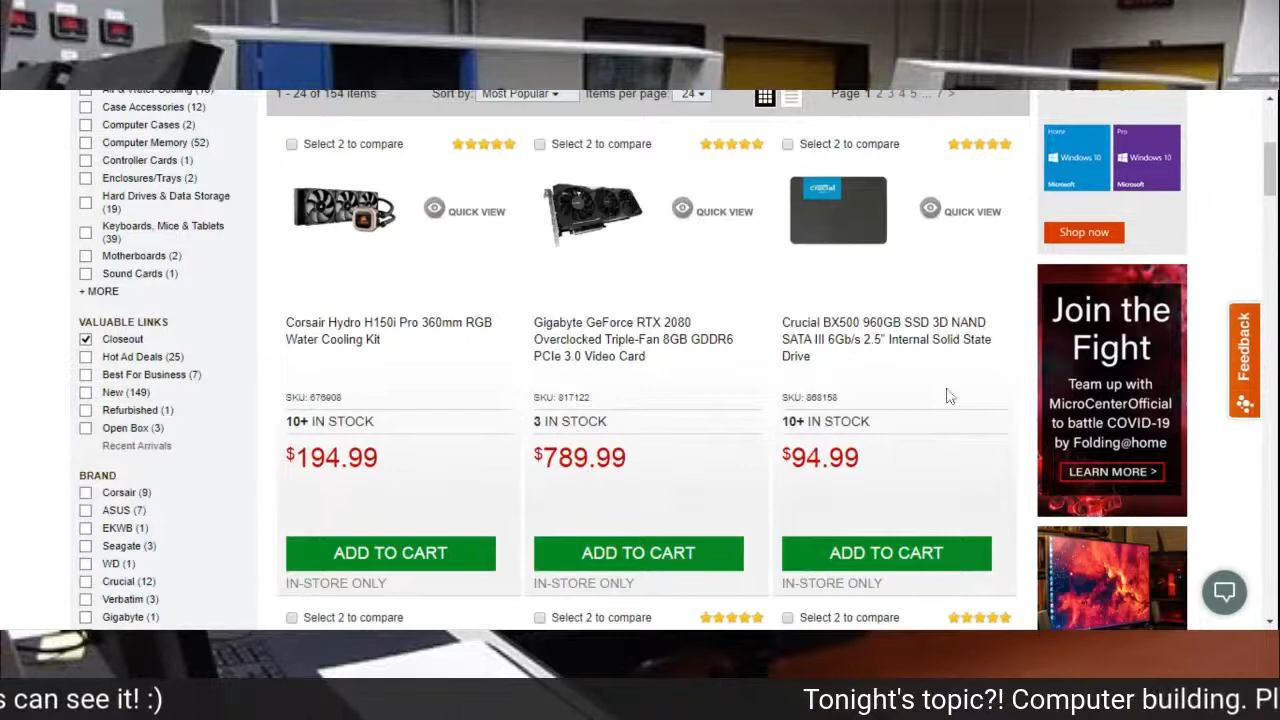 1 - 24 of 154 items Sort by: Most Popular Items per page: 24 Page 1 2 3 4 5 ... 7 >
Air & Water Cooling
Case Accessories (12)
Computer Cases (2)
Computer Memory (52)
Controller Cards (1)
Enclosures/Trays (2)
Hard Drives & Data Storage
(19)
Keyboards, Mice & Tablets
(39)
Motherboards (2)
Sound Cards (1)
+ MORE
VALUABLE LINKS
Closeout
Hot Ad Deals (25)
Best For Business (7)
New (149)
Refurbished (1)
Open Box (3)
Recent Arrivals
BRAND
Corsair (9)
ASUS (7)
EKWB (1)
Seagate (3)
WD (1)
Crucial (12)
Verbatim (3)
Gigabyte (1)
Select 2 to compare
QUICK VIEW
Corsair Hydro H150i Pro 360mm RGB
Water Cooling Kit
SKU: 676908
10+ IN STOCK
$194.99
ADD TO CART
IN-STORE ONLY
Select 2 to compare
Select 2 to compare
QUICK VIEW
Gigabyte GeForce RTX 2080
Overclocked Triple-Fan 8GB GDDR6
PCIe 3.0 Video Card
SKU: 817122
3 IN STOCK
$789.99
ADD TO CART
IN-STORE ONLY
Select 2 to compare
Select 2 to compare
crucial
QUICK VIEW
Crucial BX500 960GB SSD 3D NAND
SATA III 6Gb/s 2.5" Internal Solid State
Drive
SKU: 868158
10+ IN STOCK
$94.99
ADD TO CART
IN-STORE ONLY
Select 2 to compare
Home Pro
Windows 10 Windows 10
Microsoft Microsoft
Shop now
Join the
Fight
Team up with
MicroCenterOfficial
to battle COVID-19
by Folding@home
LEARN MORE >
Feedback
s can see it! :) Tonight's topic?! Computer building. Pl